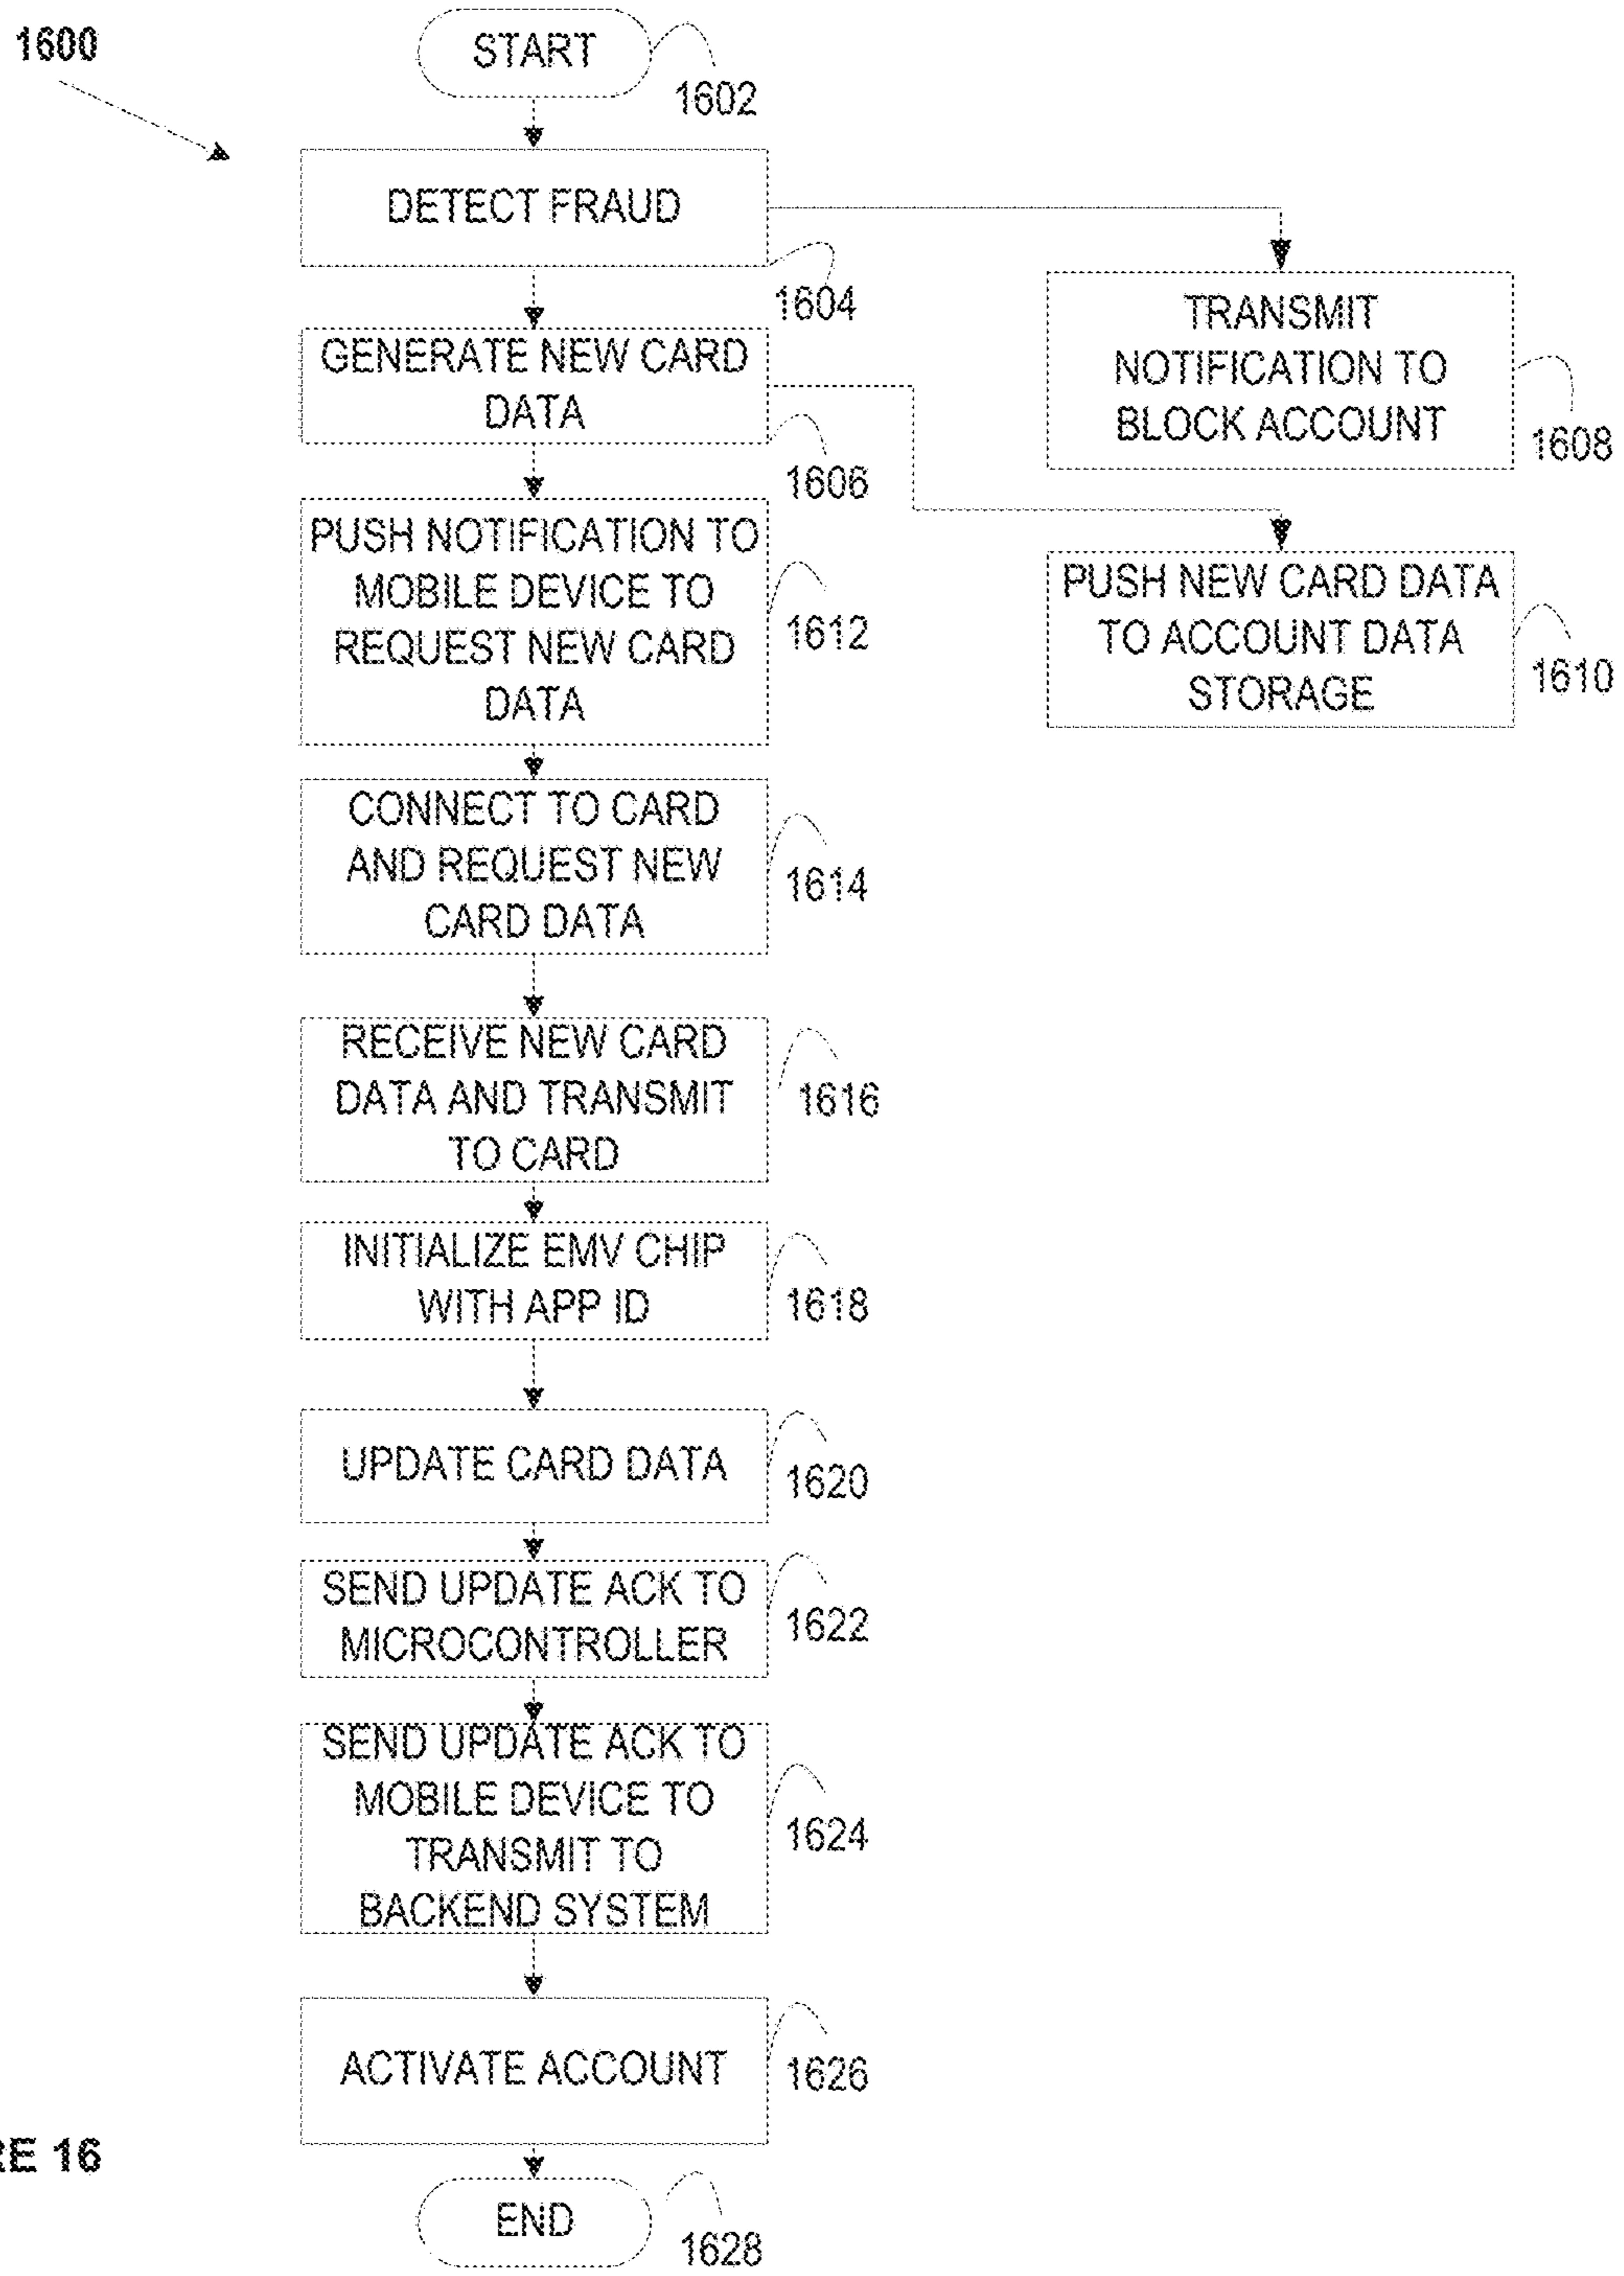 1600
START
1602
DETECT FRAUD
1604
TRANSMIT
NOTIFICATION TO
BLOCK ACCOUNT
1608
GENERATE NEW CARD
DATA
1606
PUSH NEW CARD DATA
TO ACCOUNT DATA
STORAGE
1610
PUSH NOTIFICATION TO
MOBILE DEVICE TO
REQUEST NEW CARD
DATA
1612
CONNECT TO CARD
AND REQUEST NEW
CARD DATA
1614
RECEIVE NEW CARD
DATA AND TRANSMIT
TO CARD
1616
INITIALIZE EMV CHIP
WITH APP ID
1618
UPDATE CARD DATA
1620
SEND UPDATE ACK TO
MICROCONTROLLER
1622
SEND UPDATE ACK TO
MOBILE DEVICE TO
TRANSMIT TO
BACKEND SYSTEM
1624
ACTIVATE ACCOUNT
1626
RE 16
END
1628